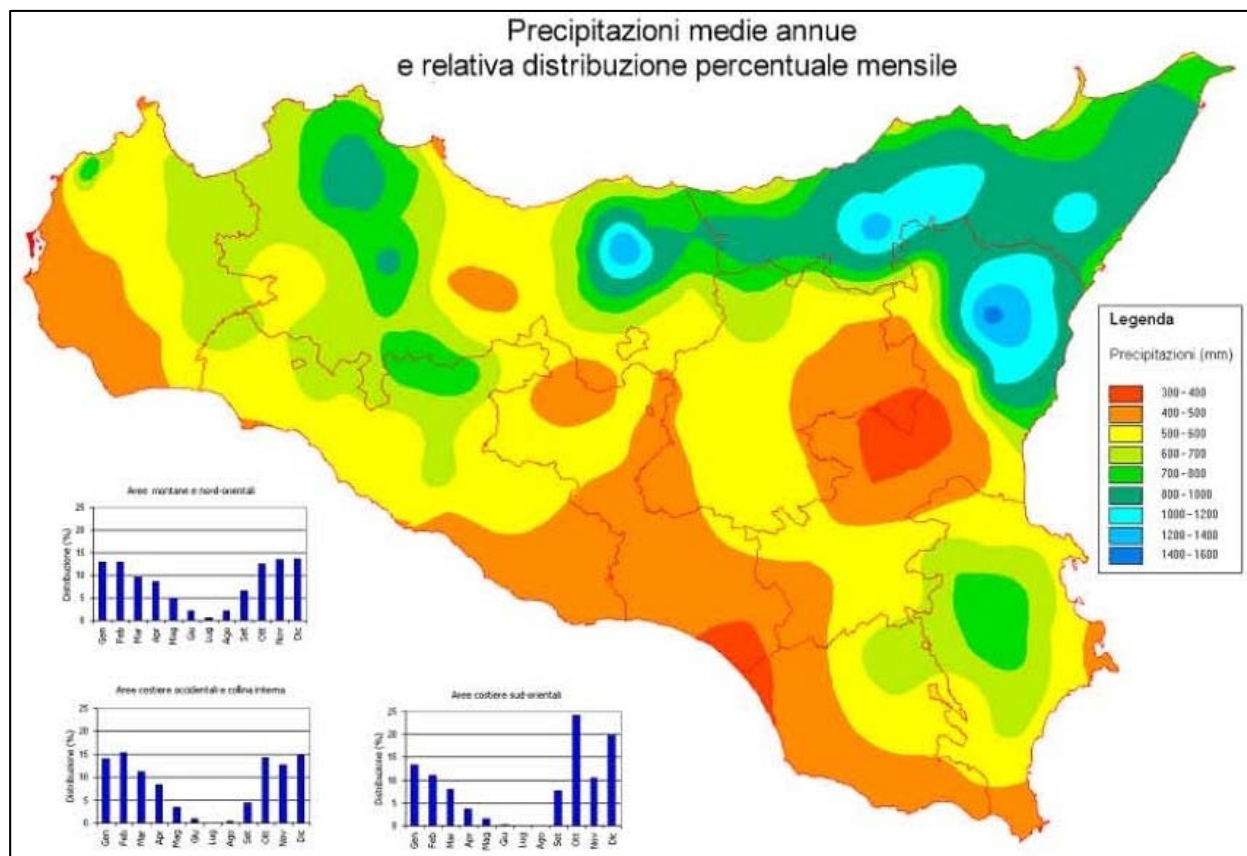 Precipitazioni medie annue
e relativa distribuzione percentuale mensile
Legenda
Precipitazioni (mm)
300 - 400
400 - 500
500 - 600
600 - 700
700 - 800
800 - 1000
1000 - 1200
1200 - 1400
1400 - 1600
Aree montane e nord-orientali
Distribuzione (%)
25
20
15
10
5
0
Gen Feb Mar Apr Mag Giu Lug Ago Set Ott Nov Dic
Aree costiere occidentali e collina interna
Distribuzione (%)
25
20
15
10
5
0
Gen Feb Mar Apr Mag Giu Lug Ago Set Ott Nov Dic
Aree costiere sud-orientali
Distribuzione (%)
25
20
15
10
5
0
Gen Feb Mar Apr Mag Giu Lug Ago Set Ott Nov Dic